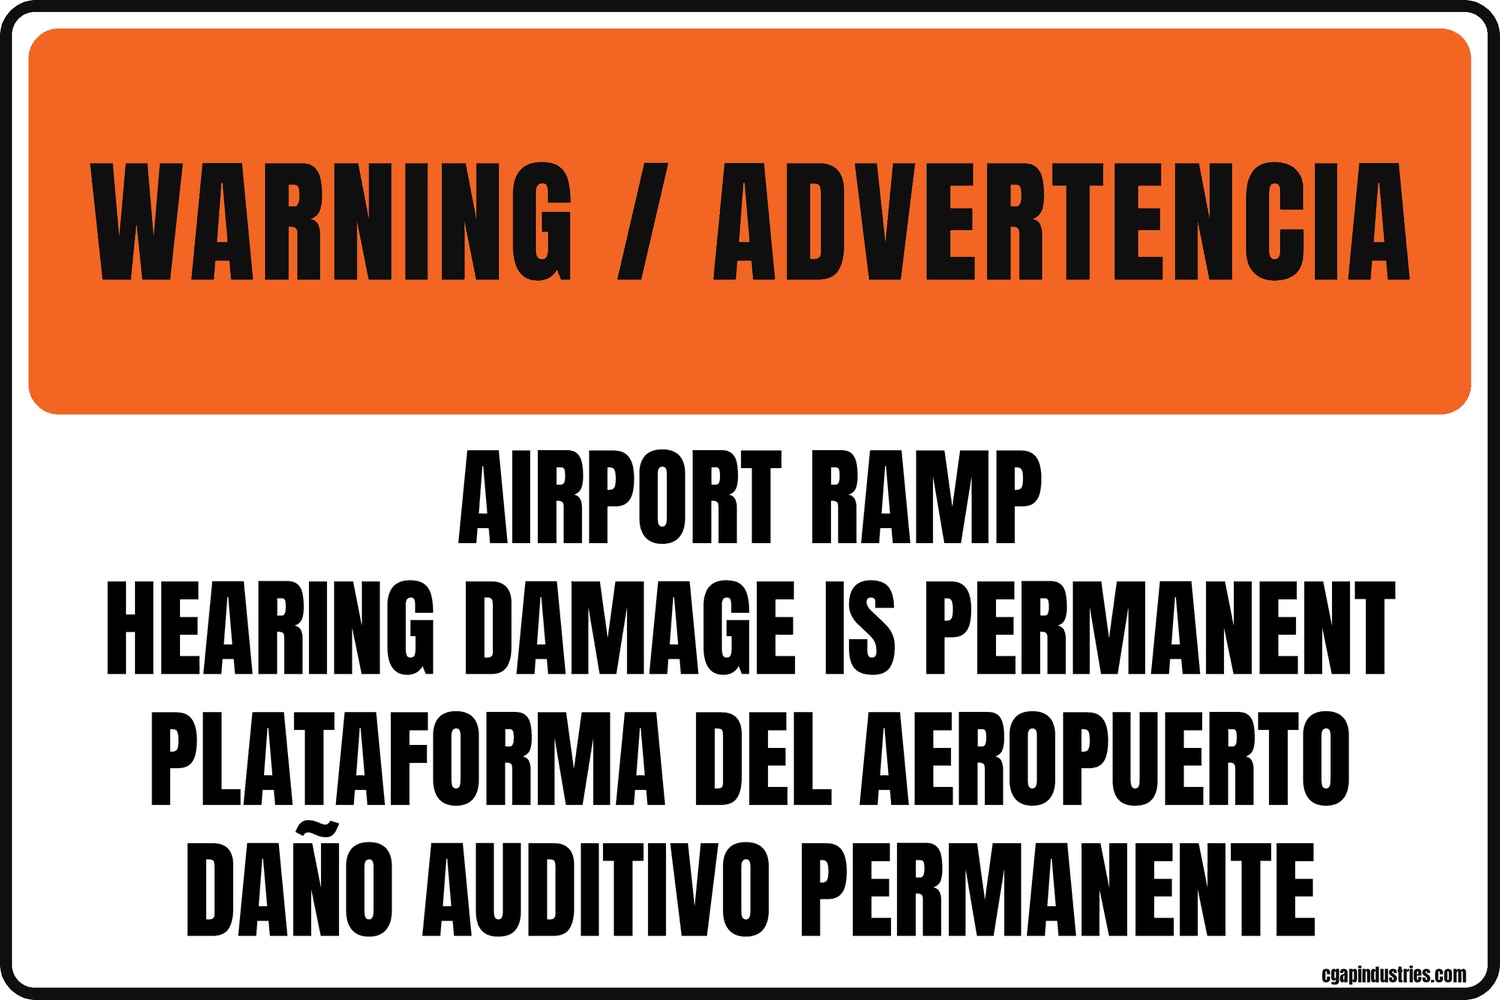 WARNING / ADVERTENCIA
AIRPORT RAMP
HEARING DAMAGE IS PERMANENT
PLATAFORMA DEL AEROPUERTO
DAÑO AUDITIVO PERMANENTE
cgapindustries.com